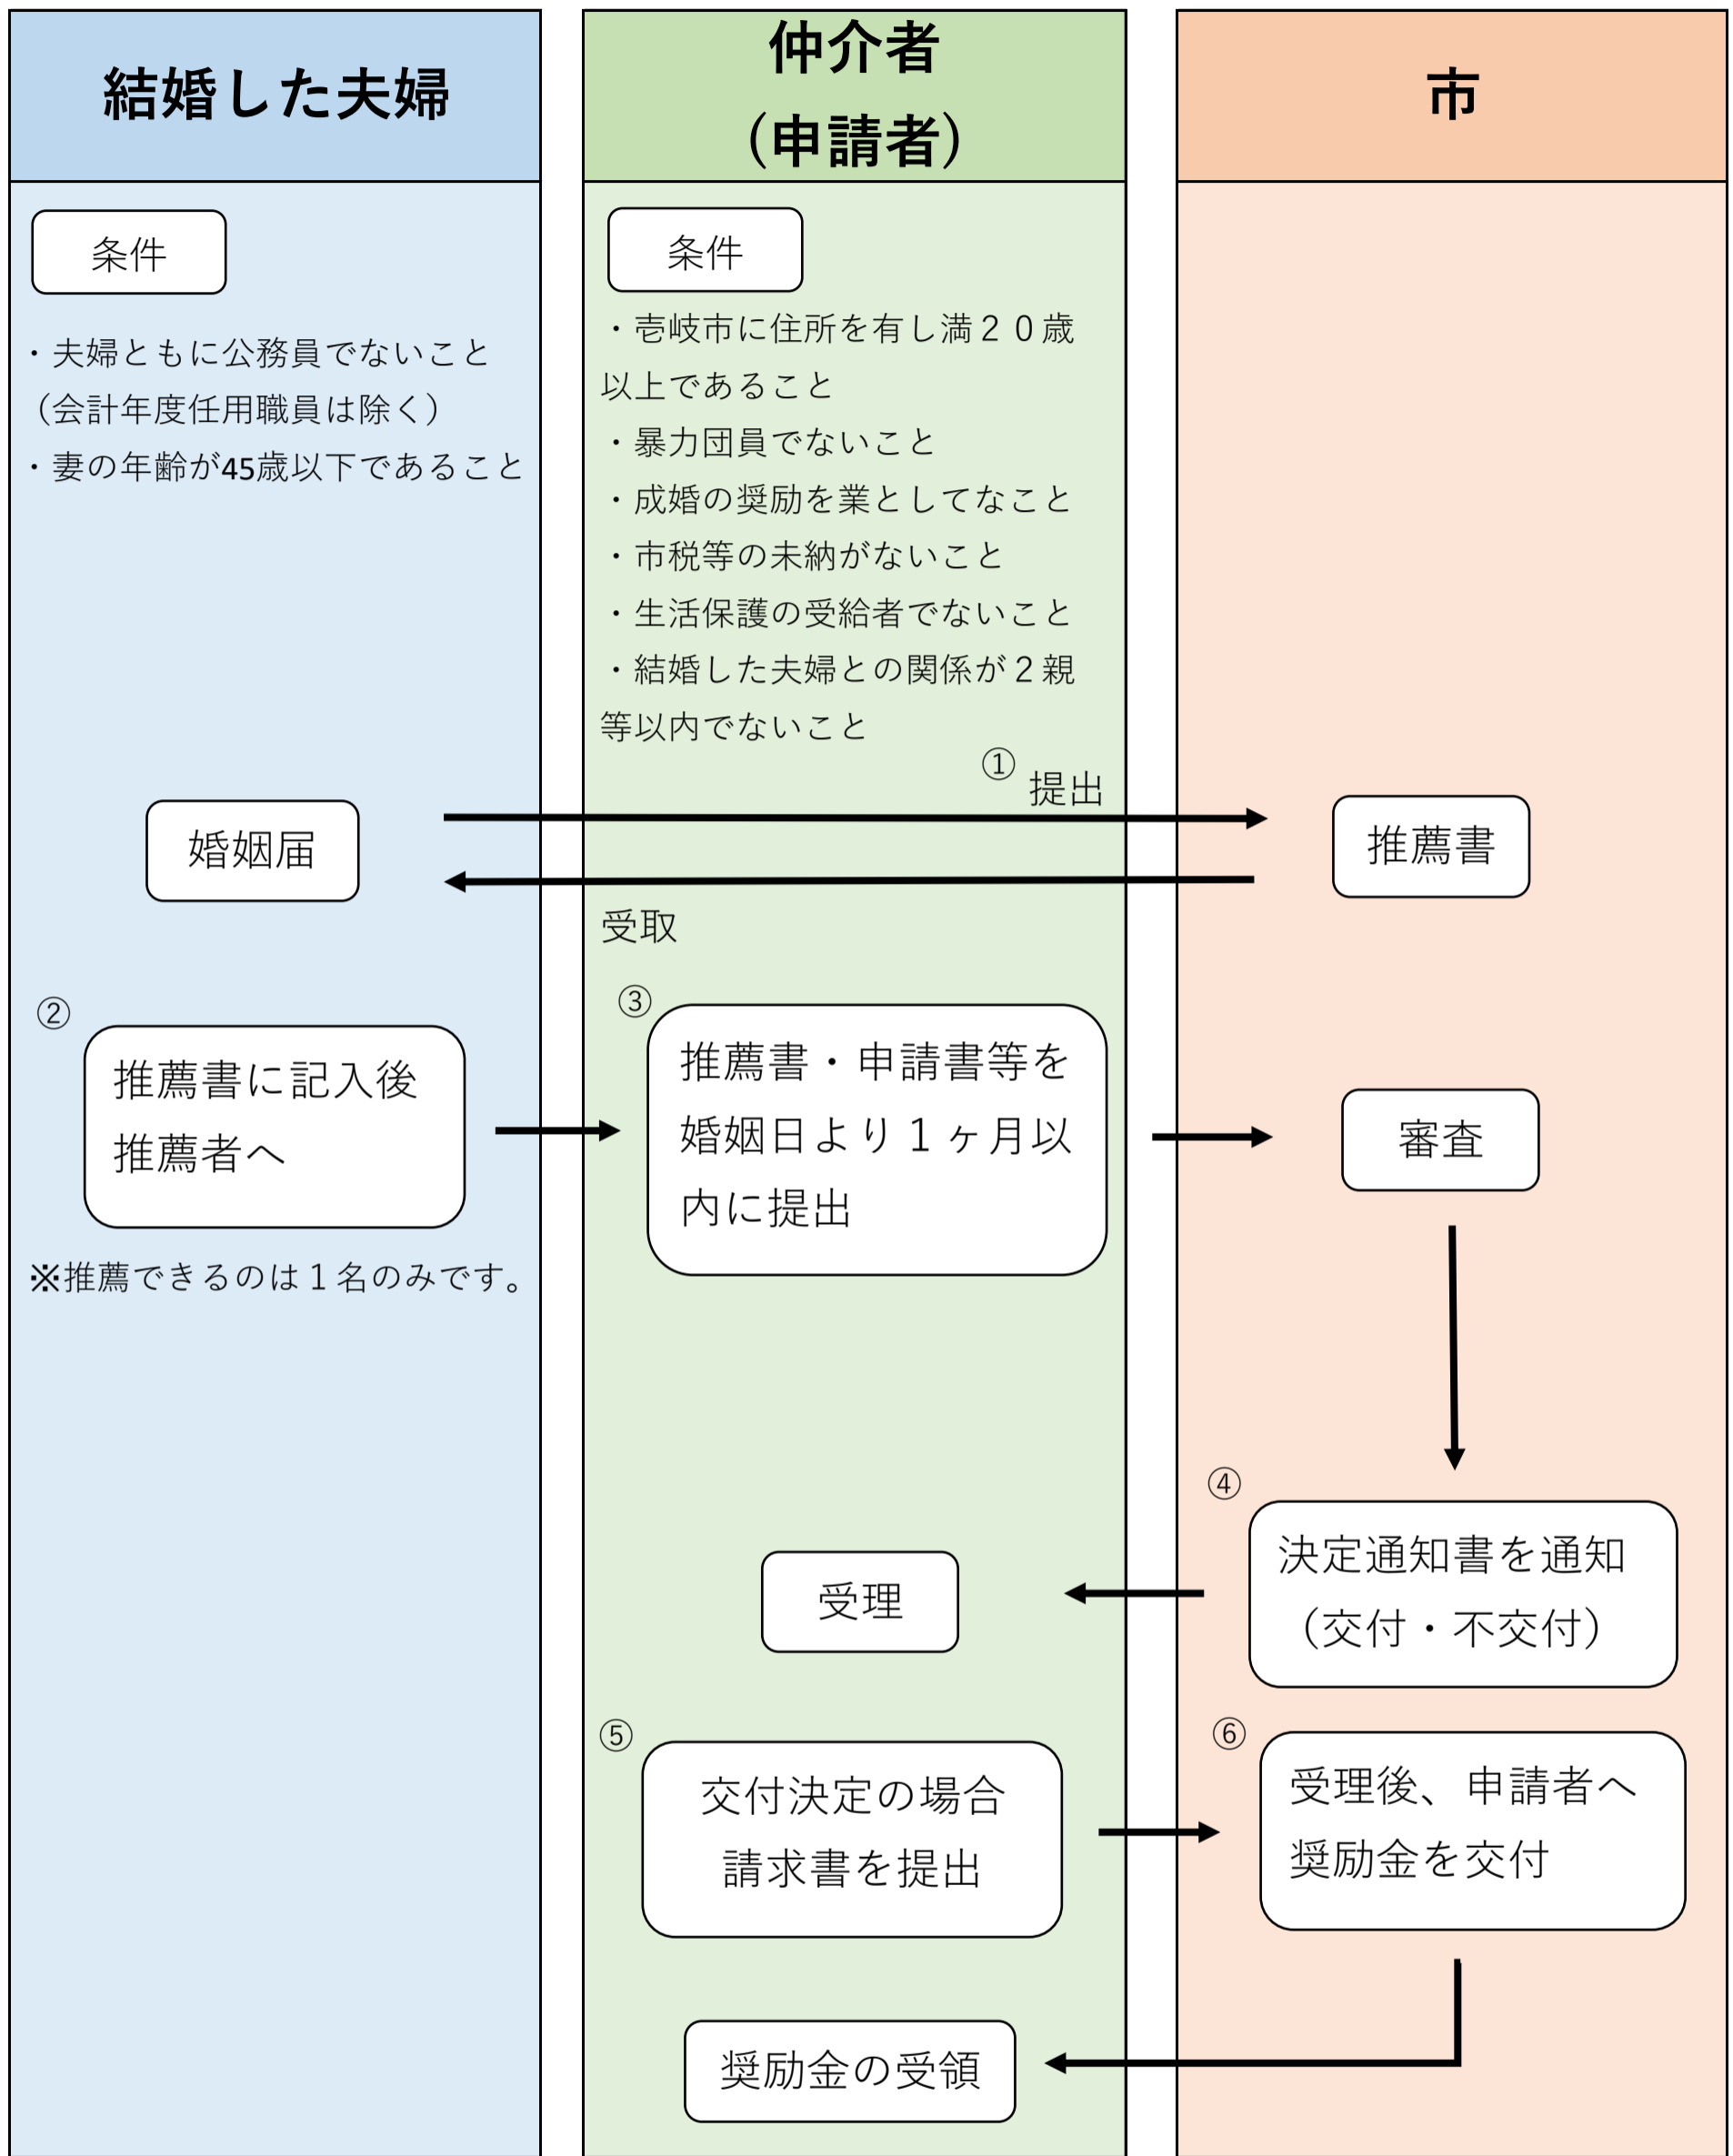 結婚した夫婦
条件
・夫婦ともに公務員でないこと
（会計年度任用職員は除く）
・妻の年齢が45歳以下であること
仲介者
（申請者）
条件
・壱岐市に住所を有し満２０歳
以上であること
・暴力団員でないこと
・成婚の奨励を業としてなこと
・市税等の未納がないこと
・生活保護の受給者でないこと
・結婚した夫婦との関係が２親
等以内でないこと
市
①
提出
婚姻届
推薦書
受取
②
推薦書に記入後
推薦者へ
※推薦できるのは１名のみです。
③
推薦書・申請書等を
婚姻日より１ヶ月以
内に提出
審査
④
決定通知書を通知
（交付・不交付）
受理
⑤
交付決定の場合
請求書を提出
⑥
受理後、申請者へ
奨励金を交付
奨励金の受領